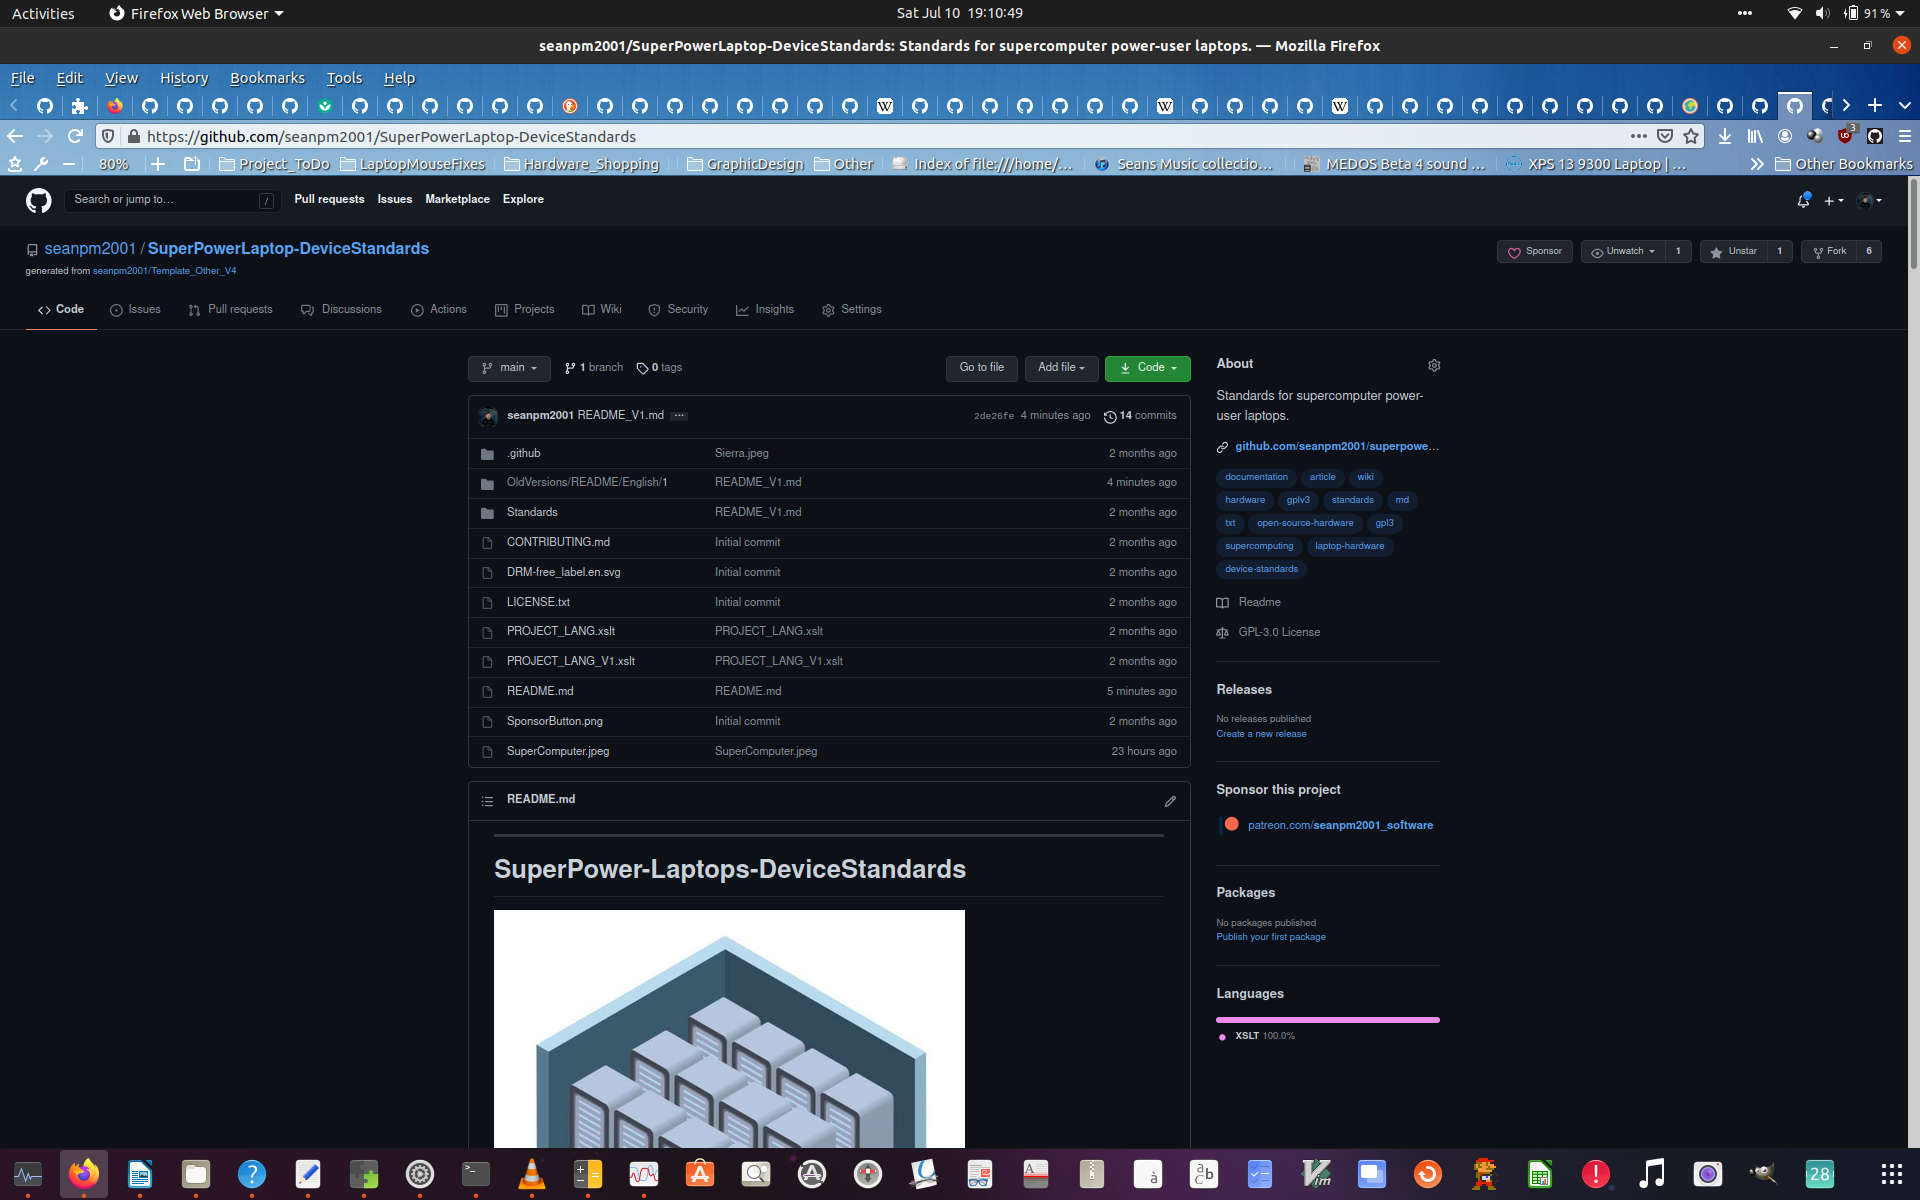 Activities
Firefox Web Browser
Sat Jul 10 19:10:49
91 %
seanpm2001/SuperPowerLaptop-DeviceStandards: Standards for supercomputer power-user laptops. — Mozilla Firefox
File Edit View History Bookmarks Tools Help
https://github.com/seanpm2001/SuperPowerLaptop-DeviceStandards
3
80%
Project_ToDo
LaptopMouseFixes
Hardware_Shopping
GraphicDesign
Other
Index of file:///home/...
Seans Music collectio...
MEDOS Beta 4 sound ...
XPS 13 9300 Laptop | ...
Other Bookmarks
Search or jump to...
/
Pull requests Issues Marketplace Explore
seanpm2001 / SuperPowerLaptop-DeviceStandards
generated from seanpm2001/Template_Other_V4
Sponsor
Unwatch 1
Unstar 1
Fork 6
Code
Issues
Pull requests
Discussions
Actions
Projects
Wiki
Security
Insights
Settings
main
1 branch
0 tags
Go to file
Add file
Code
seanpm2001 README_V1.md ...
2de26fe 4 minutes ago
14 commits
.github Sierra.jpeg 2 months ago
OldVersions/README/English/1 README_V1.md 4 minutes ago
Standards README_V1.md 2 months ago
CONTRIBUTING.md Initial commit 2 months ago
DRM-free_label.en.svg Initial commit 2 months ago
LICENSE.txt Initial commit 2 months ago
PROJECT_LANG.xslt PROJECT_LANG.xslt 2 months ago
PROJECT_LANG_V1.xslt PROJECT_LANG_V1.xslt 2 months ago
README.md README.md 5 minutes ago
SponsorButton.png Initial commit 2 months ago
SuperComputer.jpeg SuperComputer.jpeg 23 hours ago
README.md
SuperPower-Laptops-DeviceStandards
About
Standards for supercomputer power-
user laptops.
github.com/seanpm2001/superpowe...
documentation article wiki
hardware gplv3 standards md
txt open-source-hardware gpl3
supercomputing laptop-hardware
device-standards
Readme
GPL-3.0 License
Releases
No releases published
Create a new release
Sponsor this project
patreon.com/seanpm2001_software
Packages
No packages published
Publish your first package
Languages
XSLT 100.0%
28